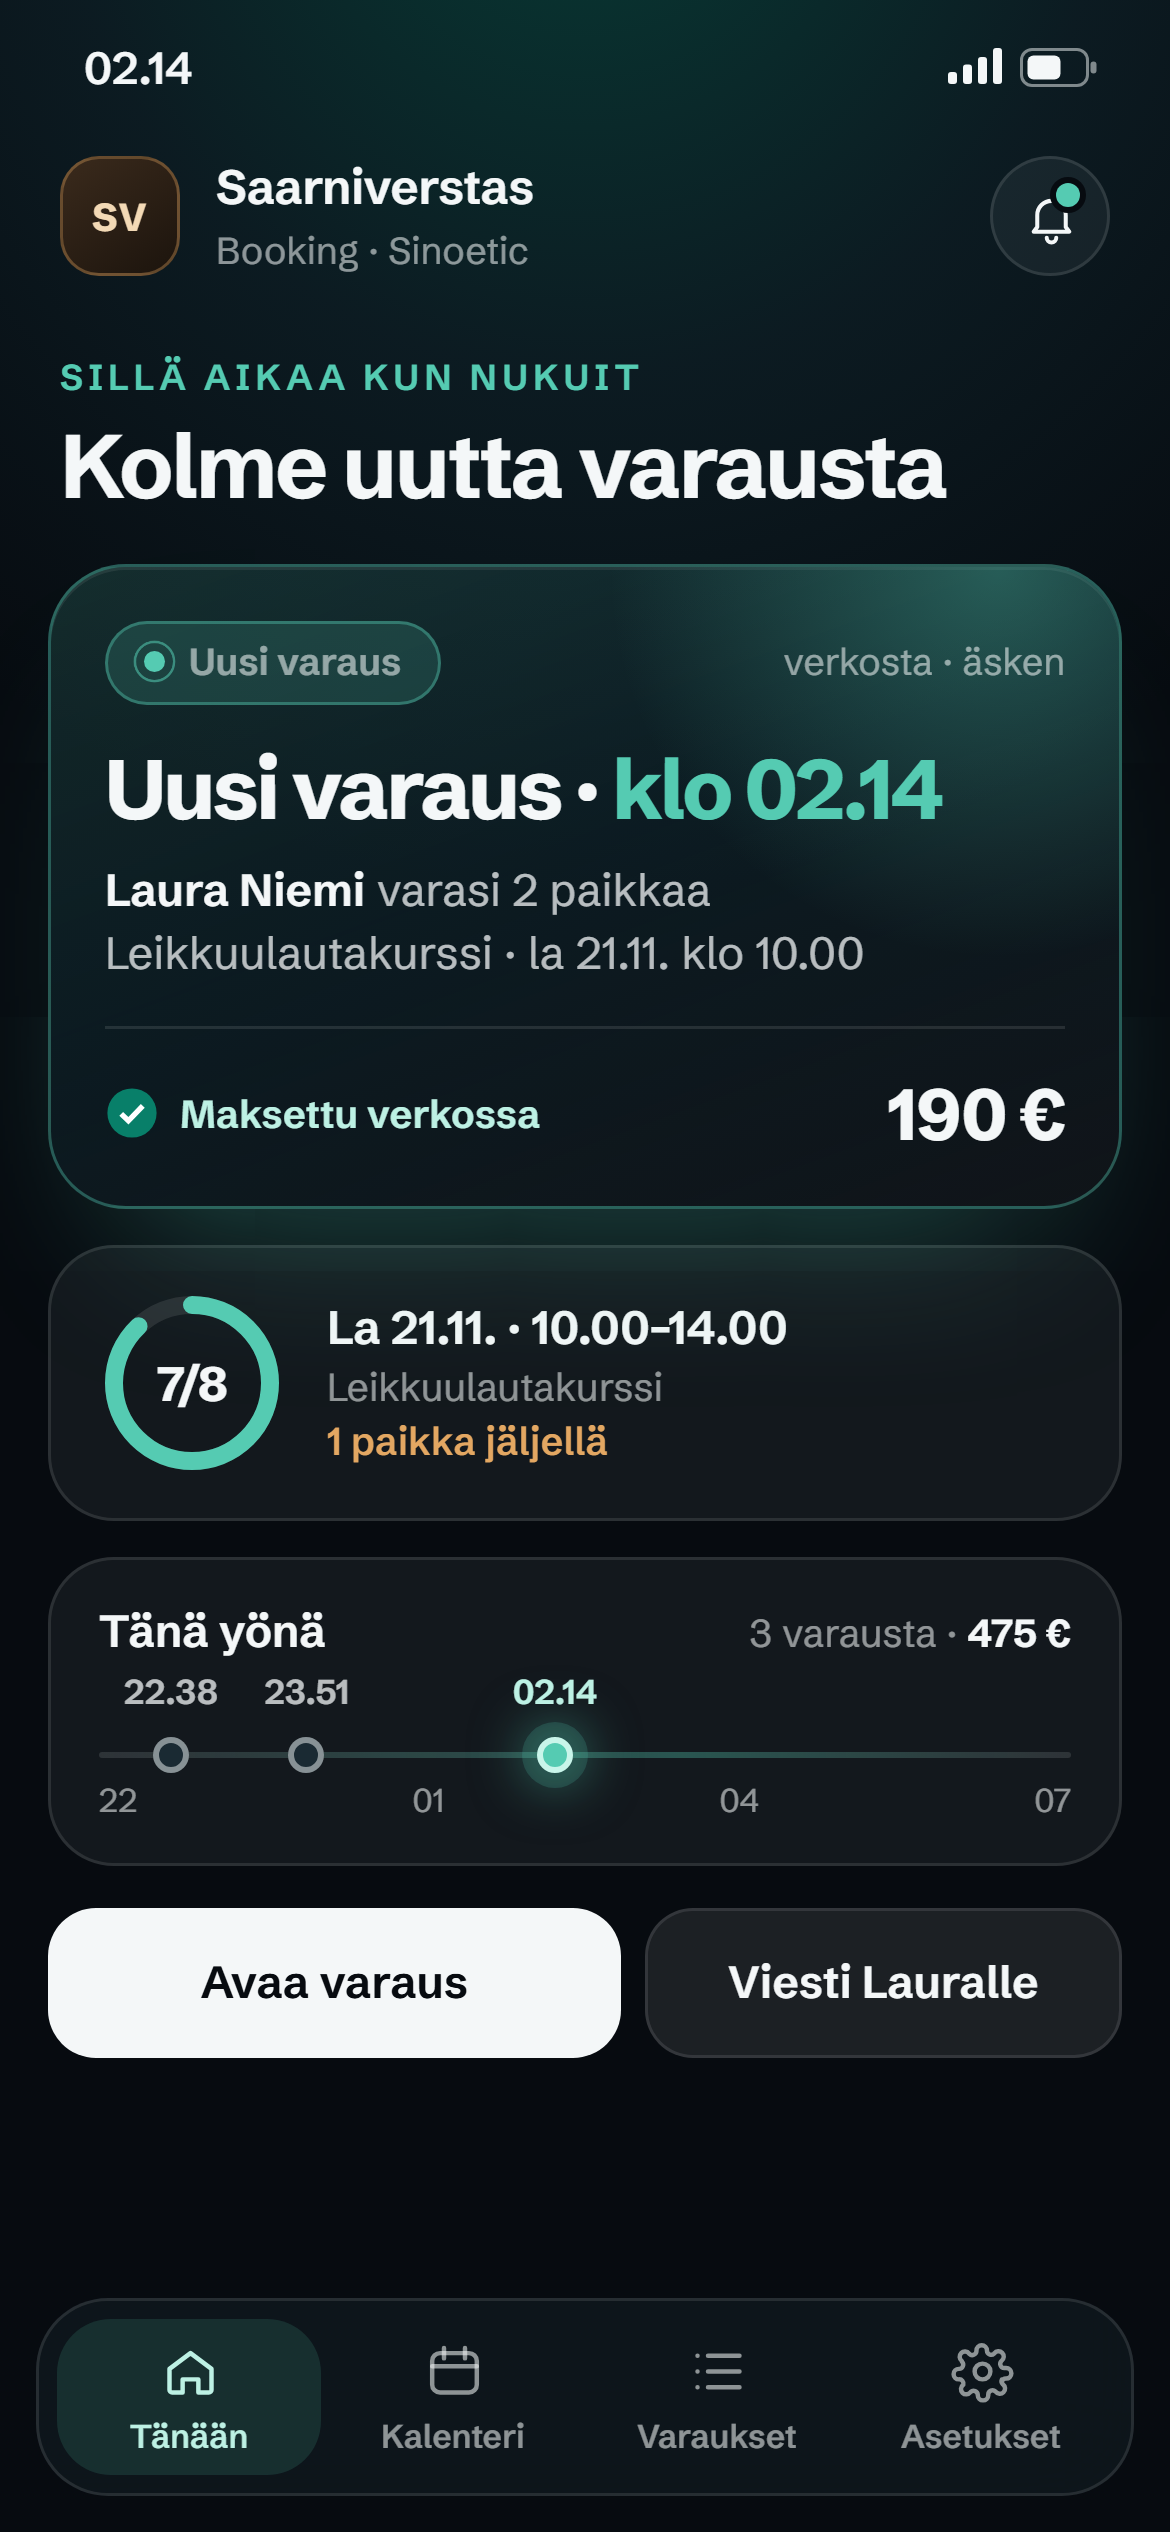 02.14
SV
Saarniverstas
Booking · Sinoetic
SILLÄ AIKAA KUN NUKUIT
Kolme uutta varausta
Uusi varaus
verkosta · äsken
Uusi varaus · klo 02.14
Laura Niemi varasi 2 paikkaa
Leikkuulautakurssi · la 21.11. klo 10.00
Maksettu verkossa
190 €
7/8
La 21.11. · 10.00–14.00
Leikkuulautakurssi
1 paikka jäljellä
Tänä yönä
3 varausta · 475 €
22.38 23.51 02.14
22 01 04 07
Avaa varaus
Viesti Lauralle
Tänään Kalenteri Varaukset Asetukset